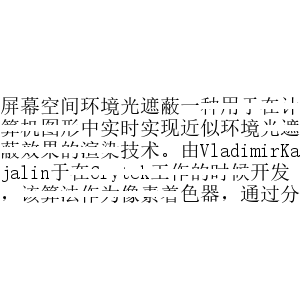 屏幕空间环境光遮蔽一种用于在计
算机图形中实时实现近似环境光遮
蔽效果的渲染技术。由VladimirKa
jalin于在Crytek工作的时候开发
，该算法作为像素着色器，通过分